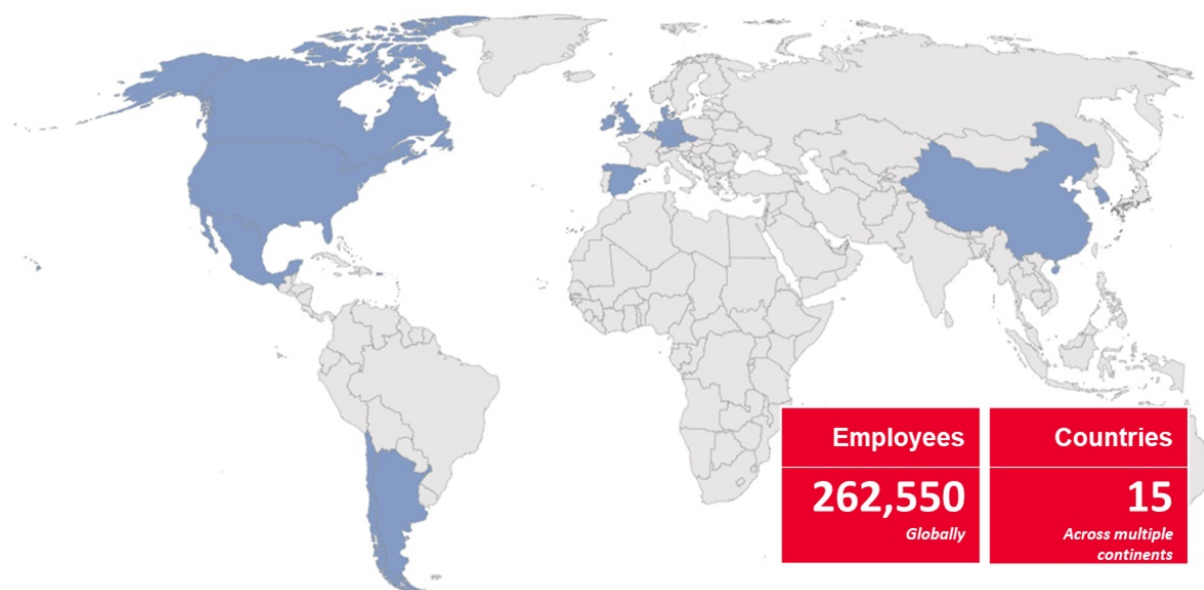 Employees
262,550
Globally
Countries
15
Across multiple
continents